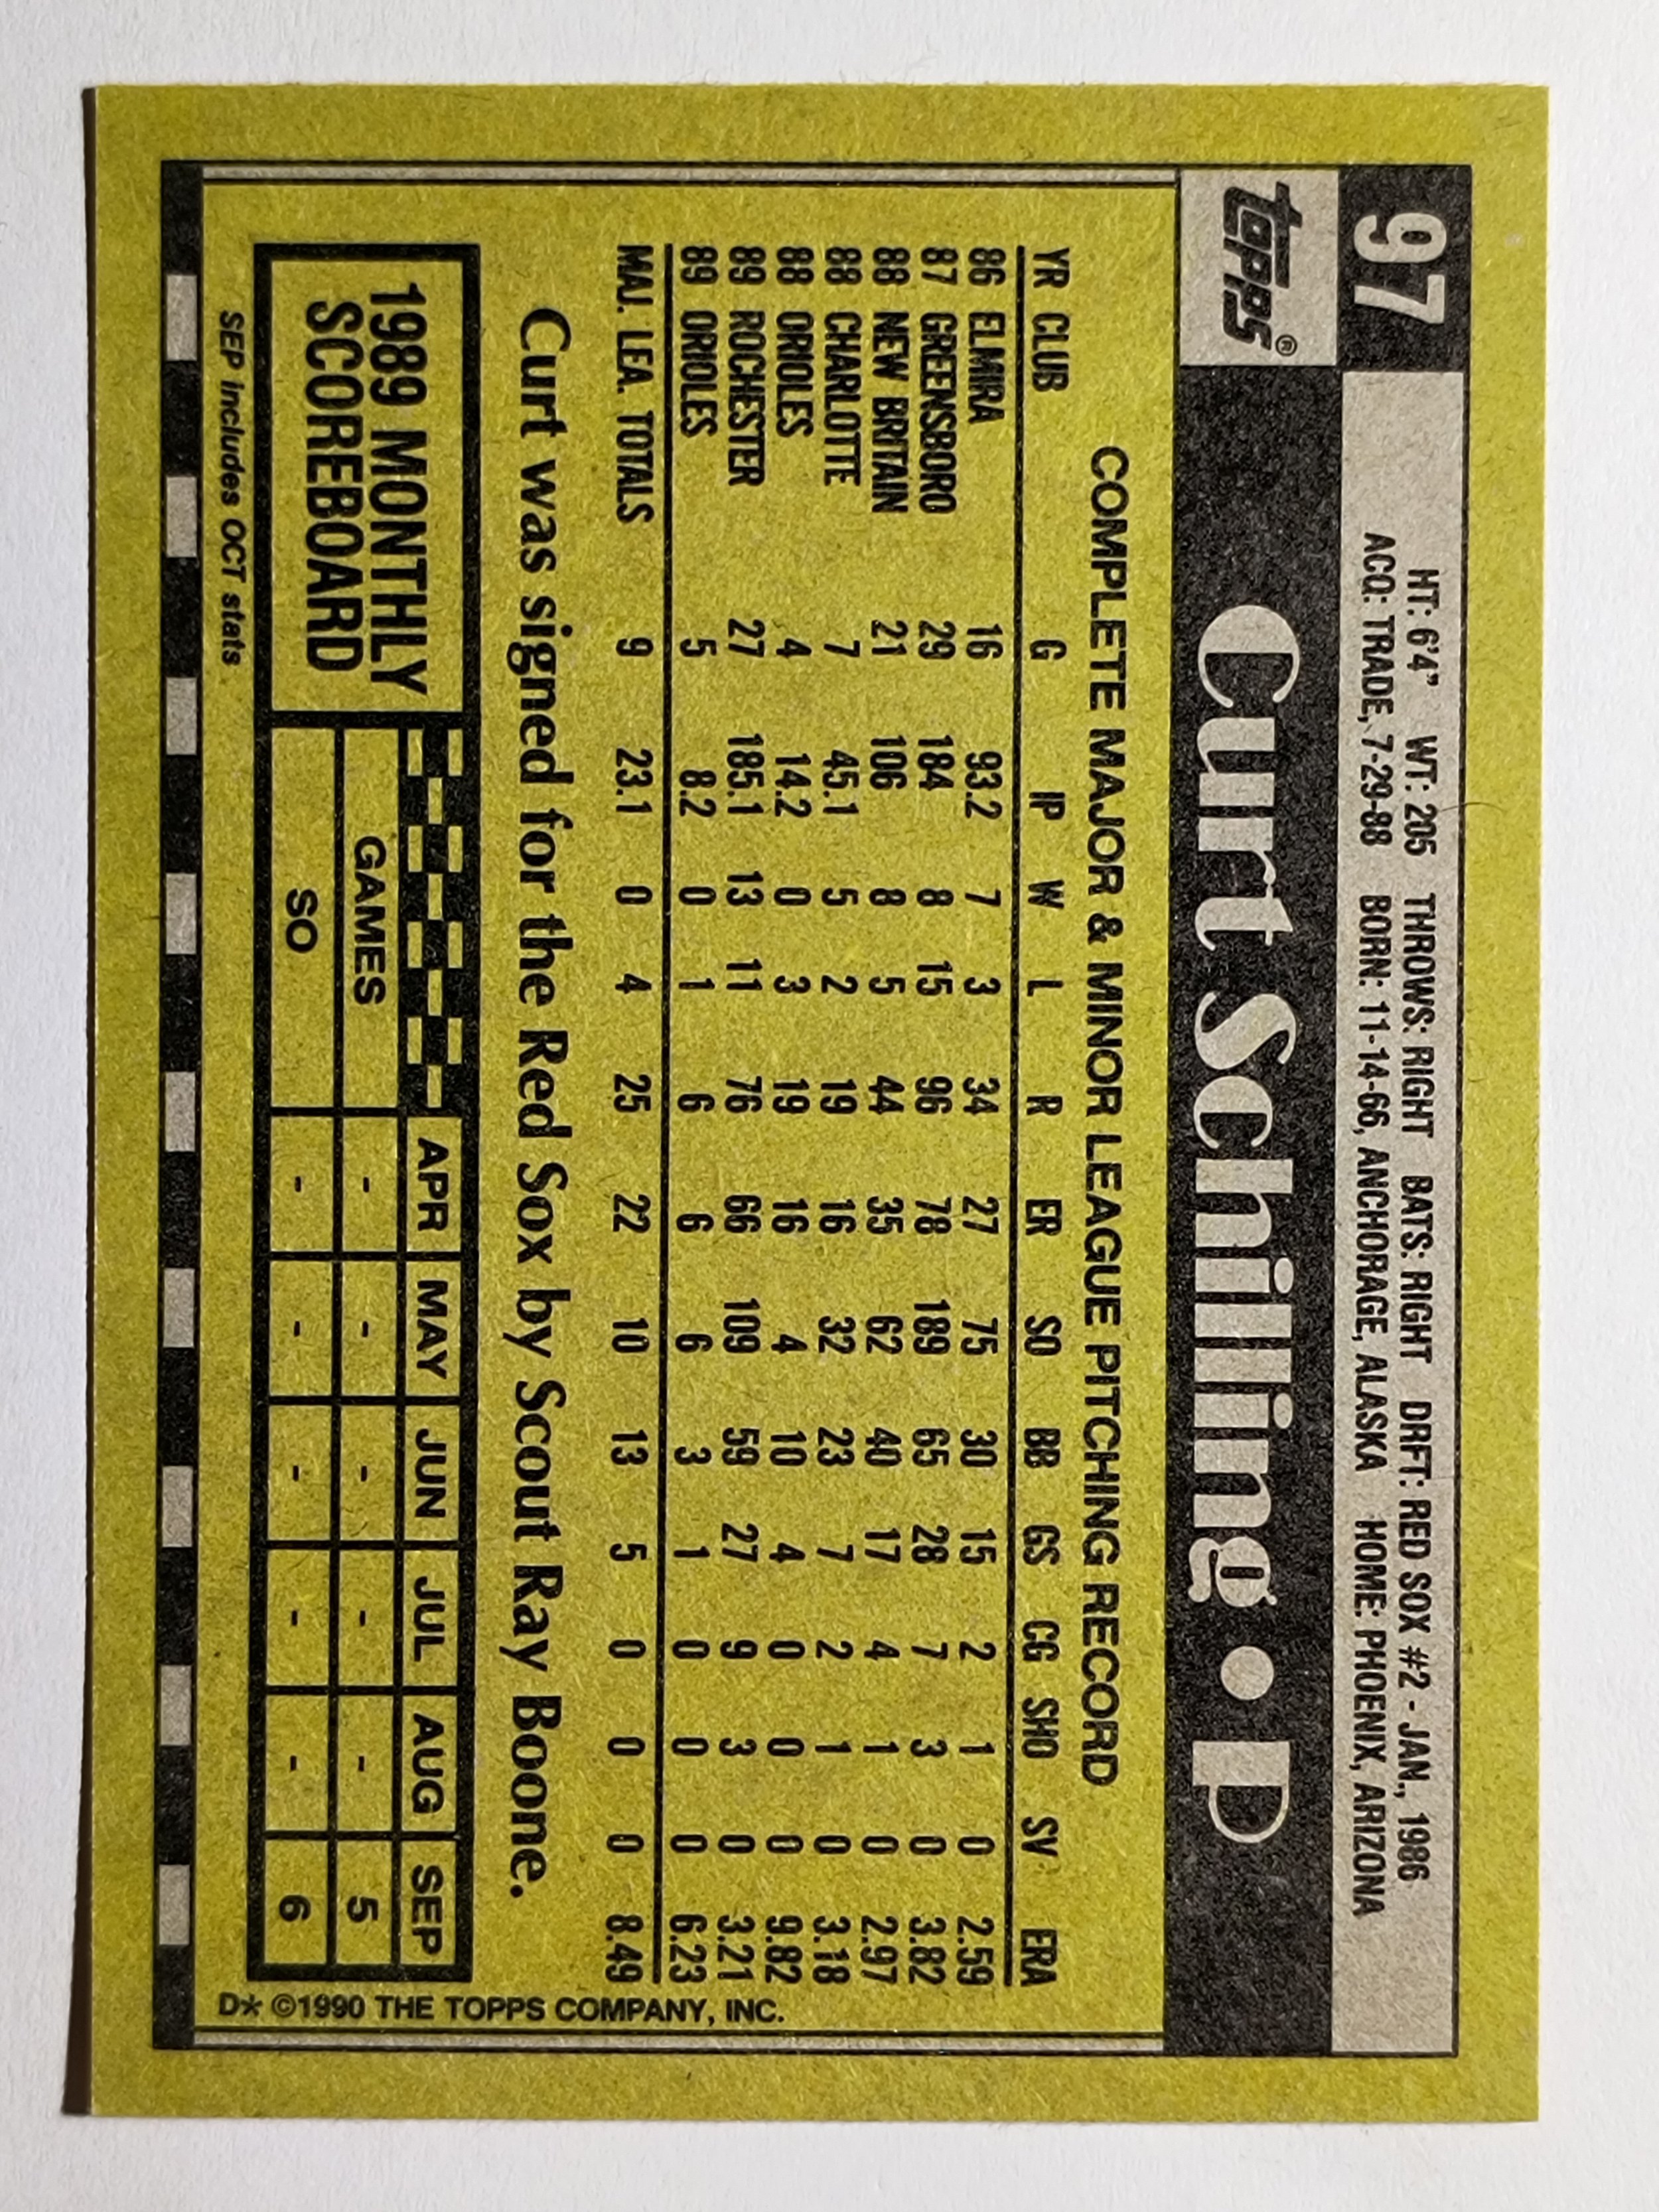 97
HT: 6'4" WT: 205 THROWS: RIGHT BATS: RIGHT DRFT: RED SOX #2 - JAN., 1986
ACQ: TRADE, 7-29-88 BORN: 11-14-66, ANCHORAGE, ALASKA HOME: PHOENIX, ARIZONA
topps®
Curt Schilling • P
COMPLETE MAJOR & MINOR LEAGUE PITCHING RECORD
YR CLUB G IP W L R ER SO BB GS CG SHO SV ERA
86 ELMIRA 16 93.2 7 3 34 27 75 30 15 2 1 0 2.59
87 GREENSBORO 29 184 8 15 96 78 189 65 28 7 3 0 3.82
88 NEW BRITAIN 21 106 8 5 44 35 62 40 17 4 1 0 2.97
88 CHARLOTTE 7 45.1 5 2 19 16 32 23 7 2 1 0 3.18
88 ORIOLES 4 14.2 0 3 19 16 4 10 4 0 0 0 9.82
89 ROCHESTER 27 185.1 13 11 76 66 109 59 27 9 3 0 3.21
89 ORIOLES 5 8.2 0 1 6 6 6 3 1 0 0 0 6.23
MAJ. LEA. TOTALS 9 23.1 0 4 25 22 10 13 5 0 0 0 8.49
Curt was signed for the Red Sox by Scout Ray Boone.
1989 MONTHLY
SCOREBOARD
APR MAY JUN JUL AUG SEP
GAMES - - - - - 5
SO - - - - - 6
SEP includes OCT stats
D* ©1990 THE TOPPS COMPANY, INC.